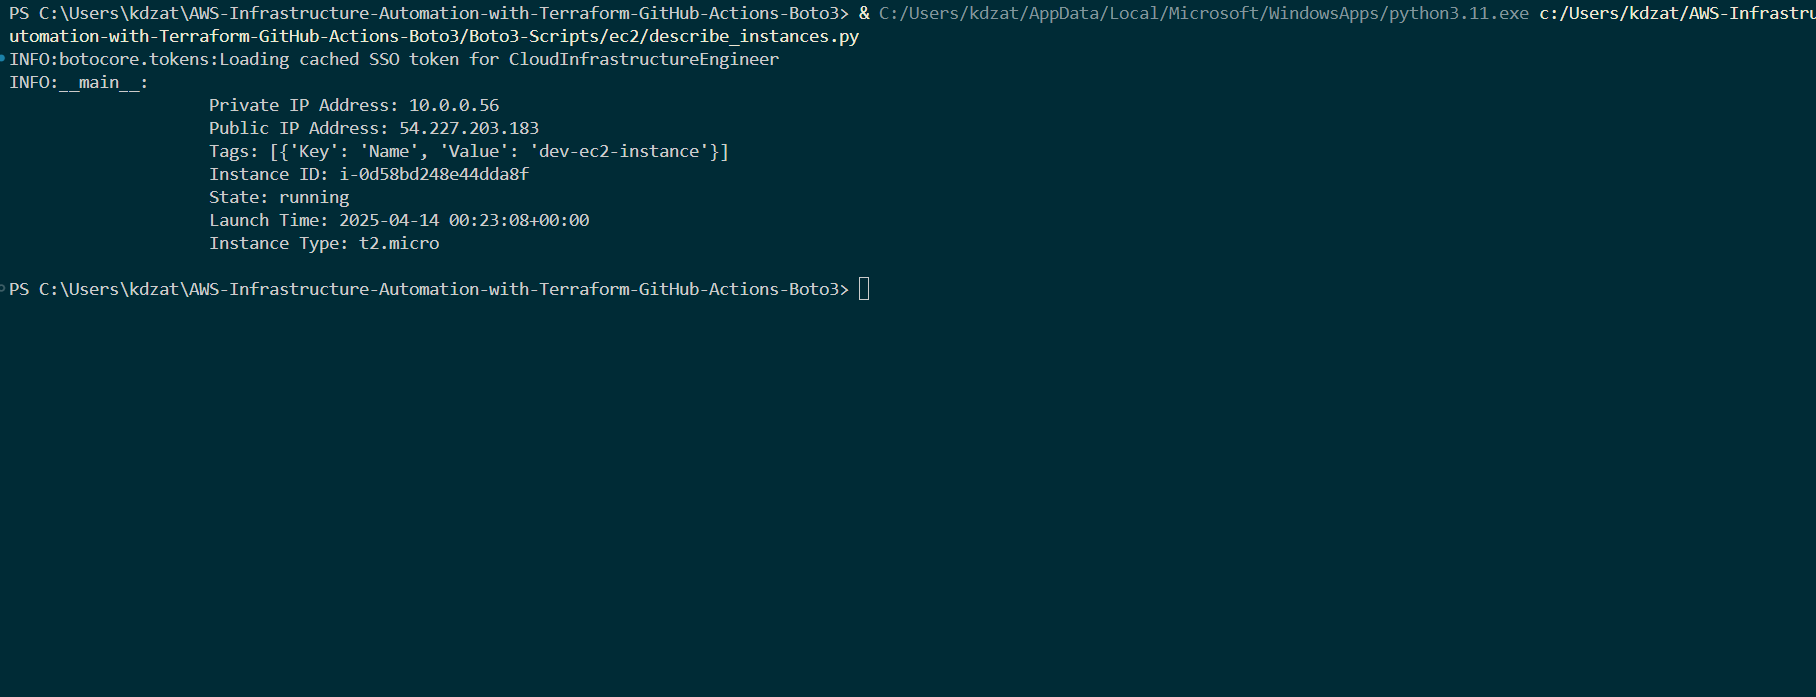 PS C:\Users\kdzat\AWS-Infrastructure-Automation-with-Terraform-GitHub-Actions-Boto3> & C:/Users/kdzat/AppData/Local/Microsoft/WindowsApps/python3.11.exe c:/Users/kdzat/AWS-Infrastru
utomation-with-Terraform-GitHub-Actions-Boto3/Boto3-Scripts/ec2/describe_instances.py
INFO:botocore.tokens:Loading cached SSO token for CloudInfrastructureEngineer
INFO:__main__:
Private IP Address: 10.0.0.56
Public IP Address: 54.227.203.183
Tags: [{'Key': 'Name', 'Value': 'dev-ec2-instance'}]
Instance ID: i-0d58bd248e44dda8f
State: running
Launch Time: 2025-04-14 00:23:08+00:00
Instance Type: t2.micro
PS C:\Users\kdzat\AWS-Infrastructure-Automation-with-Terraform-GitHub-Actions-Boto3>